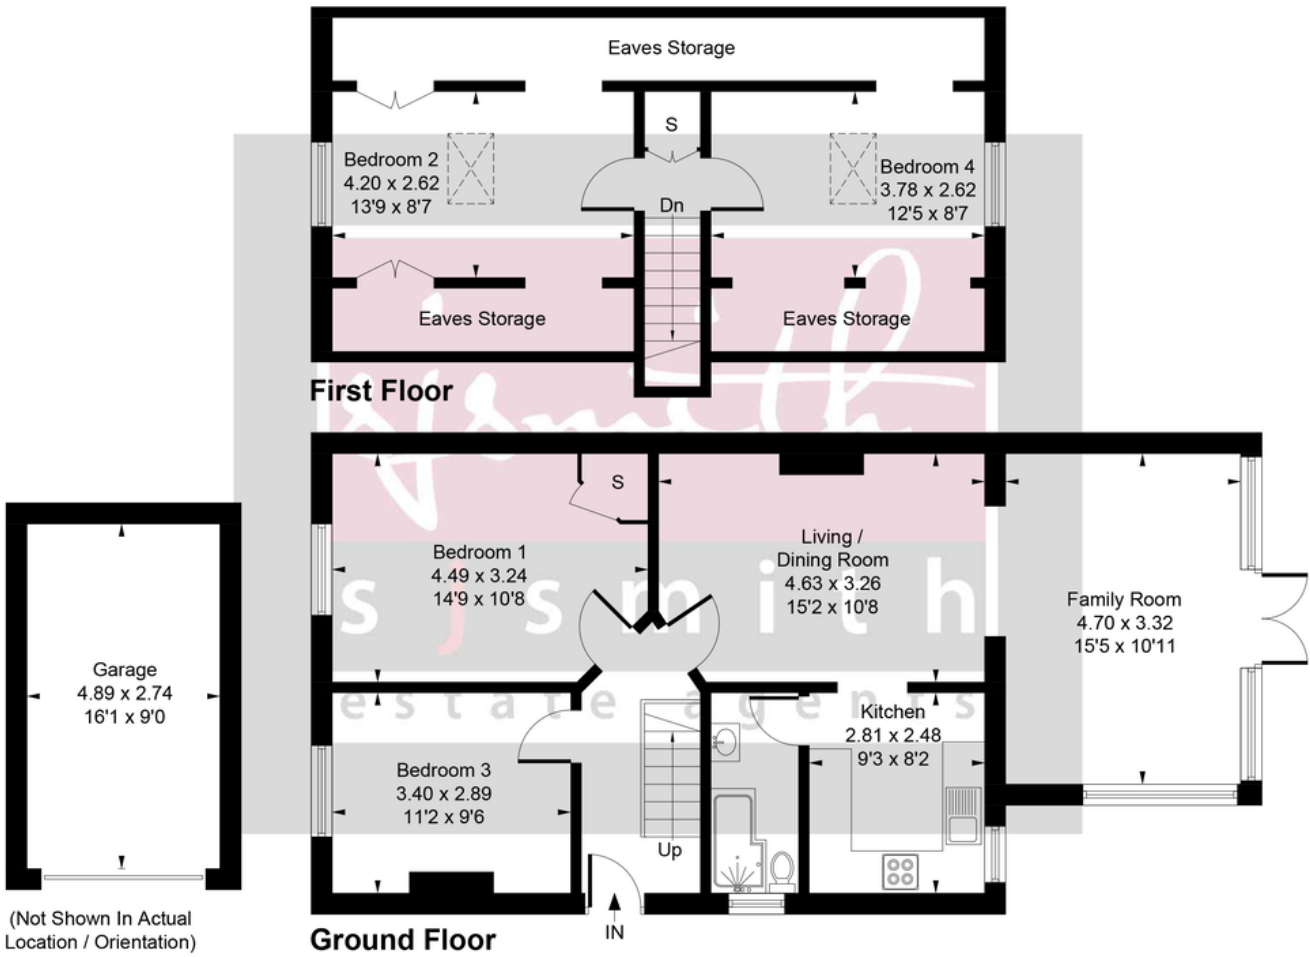 Eaves Storage
S
Bedroom 2
4.20 x 2.62
13'9 x 8'7
Bedroom 4
3.78 x 2.62
12'5 x 8'7
Dn
Eaves Storage
Eaves Storage
First Floor
sjsmith
S
Bedroom 1
4.49 x 3.24
14'9 x 10'8
Living /
Dining Room
4.63 x 3.26
15'2 x 10'8
Family Room
4.70 x 3.32
15'5 x 10'11
sjsmith
estate agents
Garage
4.89 x 2.74
16'1 x 9'0
Kitchen
2.81 x 2.48
9'3 x 8'2
Bedroom 3
3.40 x 2.89
11'2 x 9'6
Up
IN
(Not Shown In Actual
Location / Orientation)
Ground Floor